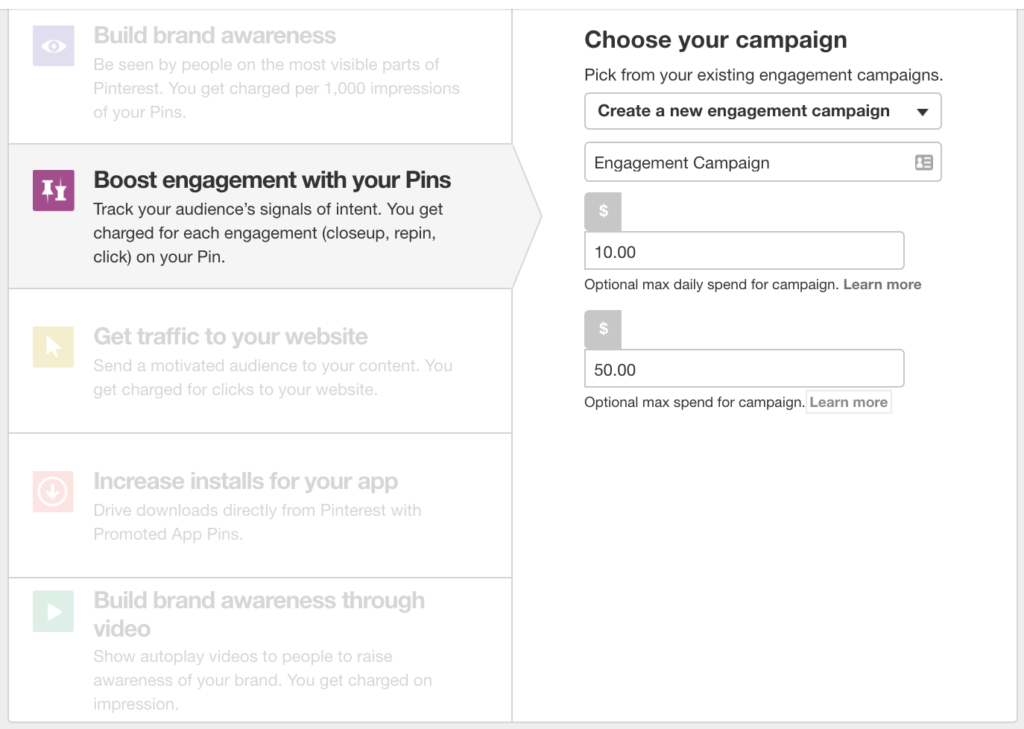 Build brand awareness
Be seen by people on the most visible parts of
Pinterest. You get charged per 1,000 impressions
of your Pins.
Boost engagement with your Pins
Track your audience’s signals of intent. You get
charged for each engagement (closeup, repin,
click) on your Pin.
Get traffic to your website
Send a motivated audience to your content. You
get charged for clicks to your website.
Increase installs for your app
Drive downloads directly from Pinterest with
Promoted App Pins.
Build brand awareness through
video
Show autoplay videos to people to raise
awareness of your brand. You get charged on
impression.
Choose your campaign
Pick from your existing engagement campaigns.
Create a new engagement campaign
Engagement Campaign
$
10.00
Optional max daily spend for campaign. Learn more
$
50.00
Optional max spend for campaign. Learn more